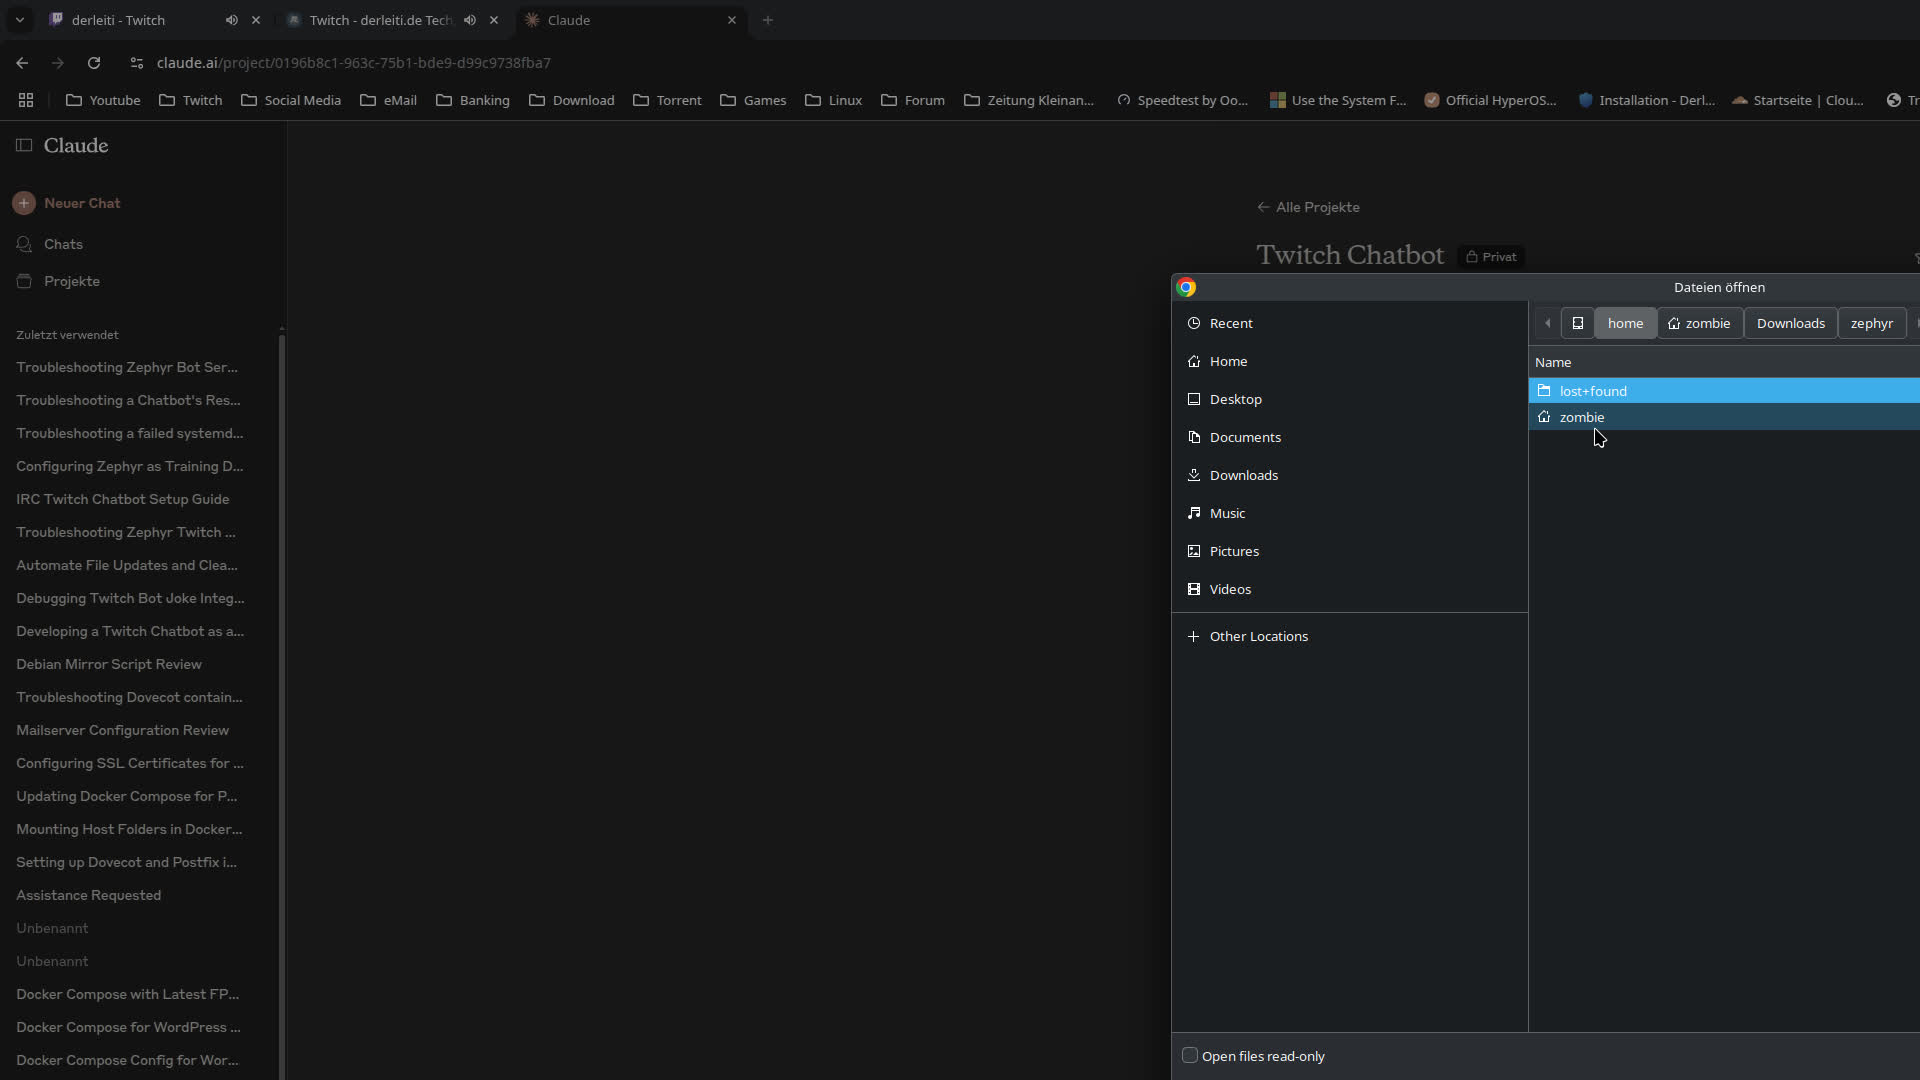 derleiti - Twitch
Twitch - derleiti.de Tech
Claude
claude.ai/project/0196b8c1-963c-75b1-bde9-d99c9738fba7
Youtube
Twitch
Social Media
eMail
Banking
Download
Torrent
Games
Linux
Forum
Zeitung Kleinan...
Speedtest by Oo...
Use the System F...
Official HyperOS...
Installation - Derl...
Startseite | Clou...
Tr
Claude
Neuer Chat
Chats
Projekte
Zuletzt verwendet
Troubleshooting Zephyr Bot Ser...
Troubleshooting a Chatbot's Res...
Troubleshooting a failed systemd...
Configuring Zephyr as Training D...
IRC Twitch Chatbot Setup Guide
Troubleshooting Zephyr Twitch ...
Automate File Updates and Clea...
Debugging Twitch Bot Joke Integ...
Developing a Twitch Chatbot as a...
Debian Mirror Script Review
Troubleshooting Dovecot contain...
Mailserver Configuration Review
Configuring SSL Certificates for ...
Updating Docker Compose for P...
Mounting Host Folders in Docker...
Setting up Dovecot and Postfix i...
Assistance Requested
Unbenannt
Unbenannt
Docker Compose with Latest FP...
Docker Compose for WordPress ...
Docker Compose Config for Wor...
Alle Projekte
Twitch Chatbot
Privat
Dateien öffnen
Recent
Home
Desktop
Documents
Downloads
Music
Pictures
Videos
Other Locations
home
zombie
Downloads
zephyr
Name
lost+found
zombie
Open files read-only